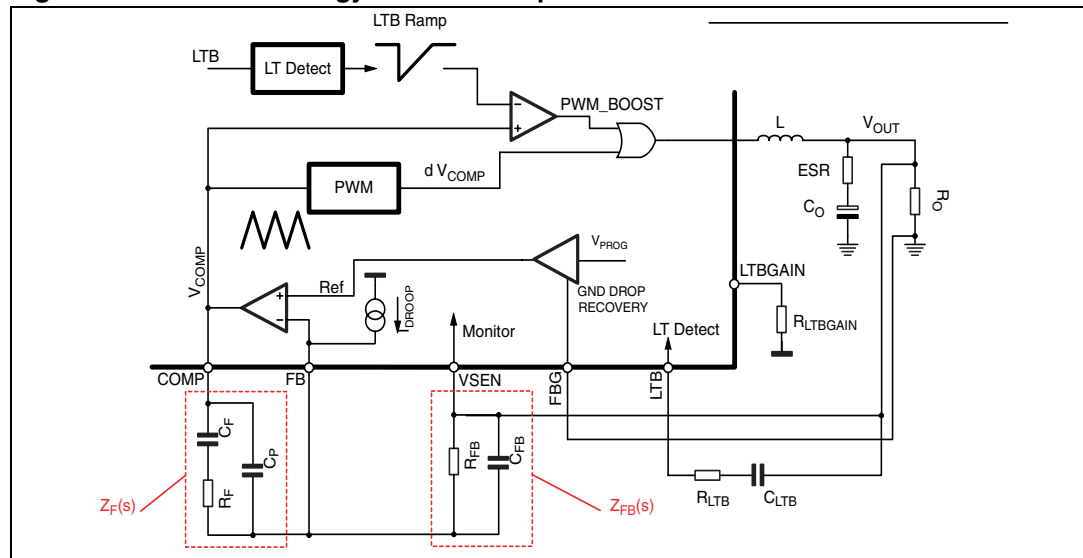 LTB Ramp
LTB
LT Detect
PWM_BOOST
L
VOUT
ESR
CO
RO
d VCOMP
PWM
VCOMP
VPROG
GND DROP
RECOVERY
Ref
IDROOP
LTBGAIN
RLTBGAIN
LT Detect
Monitor
COMP
FB
VSEN
FBG
LTB
CF
CP
RF
RFB
CFB
ZF(s)
ZFB(s)
RLTB
CLTB